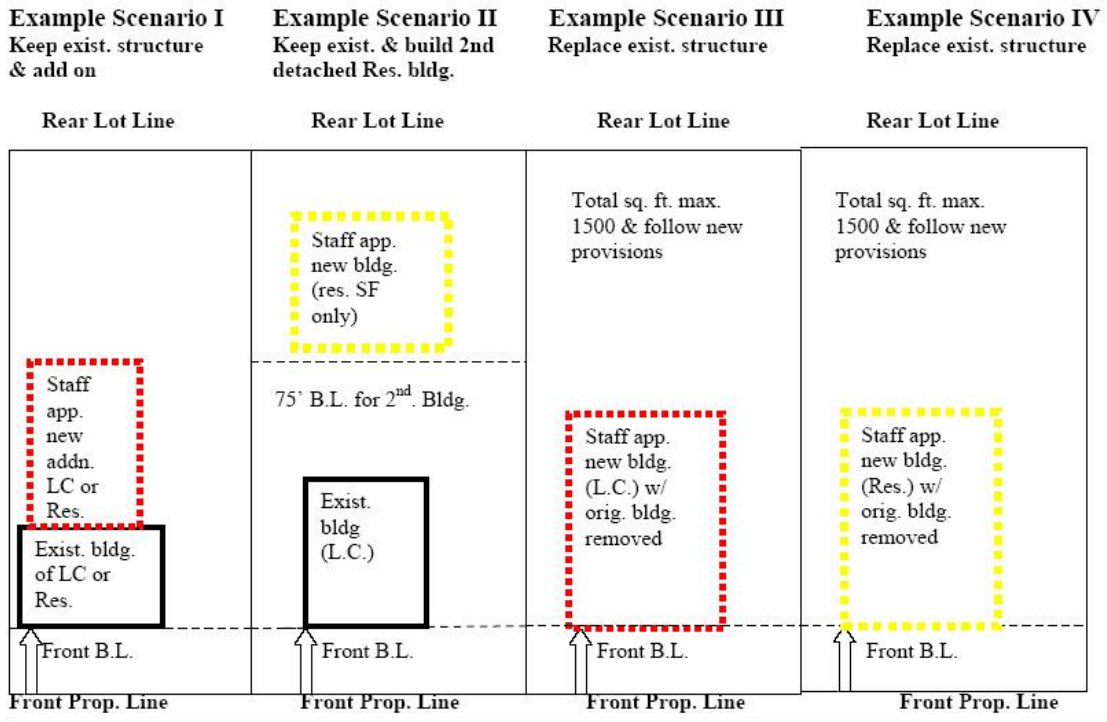 Example Scenario I
Keep exist. structure
& add on
Rear Lot Line
Staff
app.
new
addn.
LC or
Res.
Exist. bldg.
of LC or
Res.
Front B.L.
Front Prop. Line
Example Scenario II
Keep exist. & build 2nd
detached Res. bldg.
Rear Lot Line
Staff app.
new bldg.
(res. SF
only)
75’ B.L. for 2nd. Bldg.
Exist.
bldg
(L.C.)
Front B.L.
Front Prop. Line
Example Scenario III
Replace exist. structure
Rear Lot Line
Total sq. ft. max.
1500 & follow new
provisions
Staff app.
new bldg.
(L.C.) w/
orig. bldg.
removed
Front B.L.
Front Prop. Line
Example Scenario IV
Replace exist. structure
Rear Lot Line
Total sq. ft. max.
1500 & follow new
provisions
Staff app.
new bldg.
(Res.) w/
orig. bldg.
removed
Front B.L.
Front Prop. Line